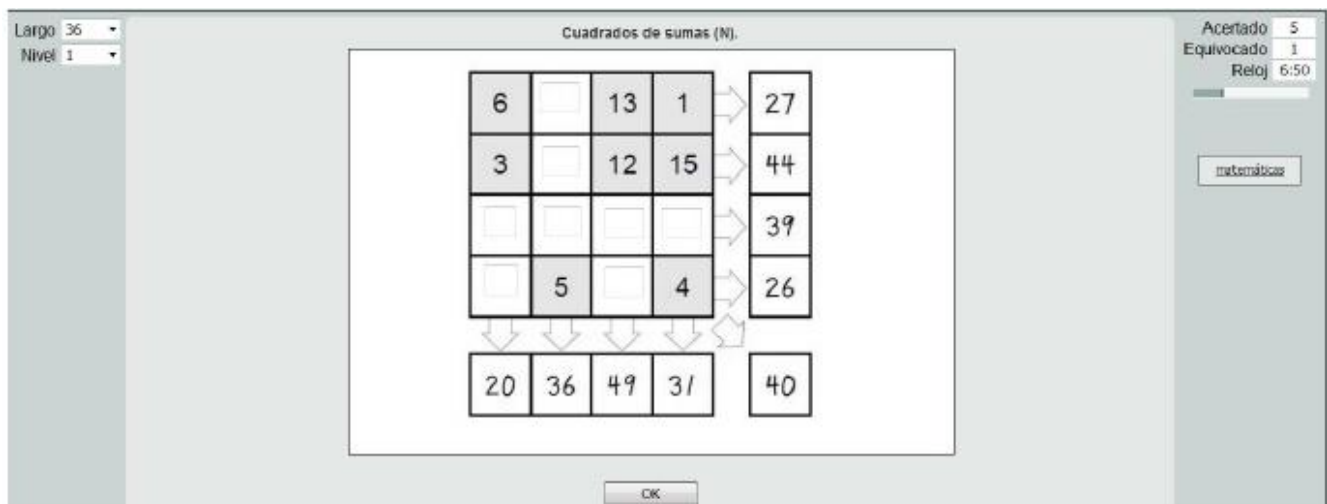 Largo 36
Nivel 1
Cuadrados de sumas (N).
Acertado 5
Equivocado 1
Reloj 6:50
matemáticas
6 13 1 27
3 12 15 44
39
5 4 26
20 36 49 31 40
OK